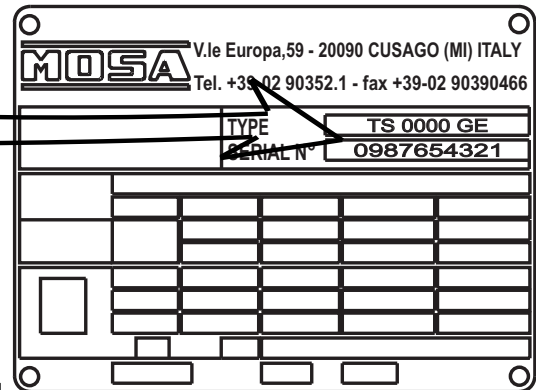 MOSA
V.le Europa,59 - 20090 CUSAGO (MI) ITALY
Tel. +39-02 90352.1 - fax +39-02 90390466
TYPE TS 0000 GE
SERIAL N° 0987654321